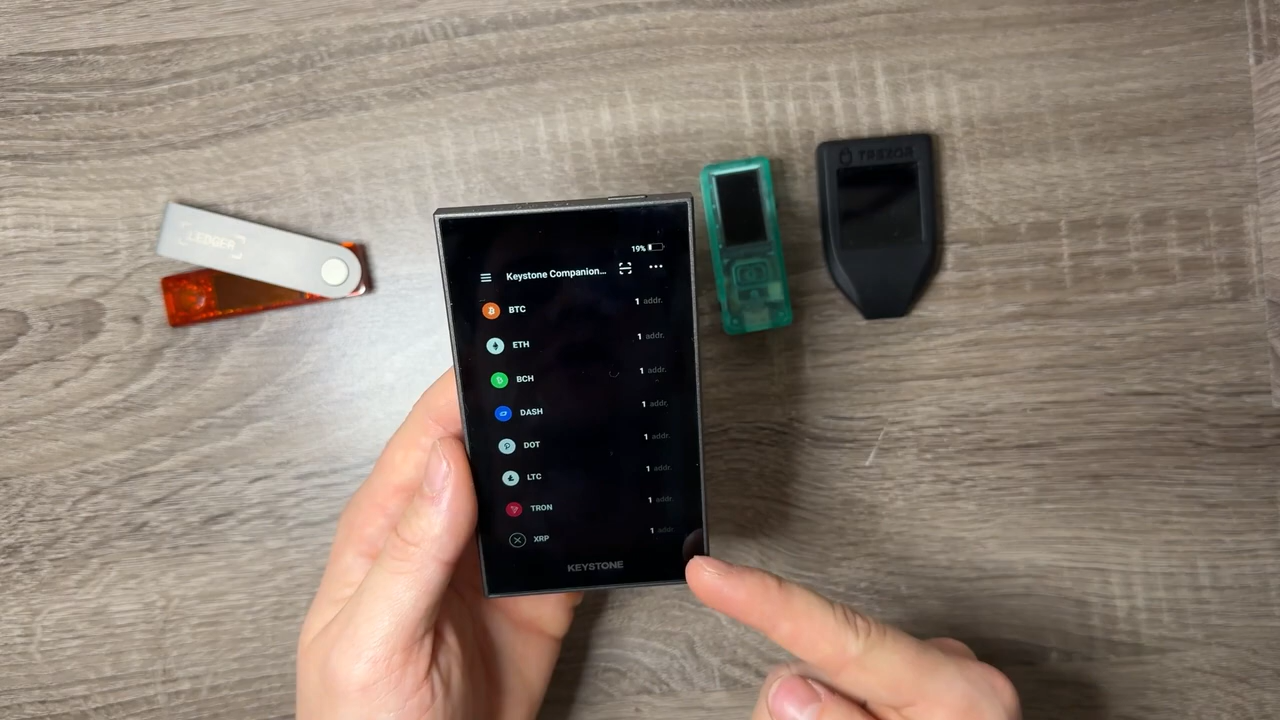 TREZOR
LEDGER
19%
Keystone Companion...
BTC 1 addr.
ETH 1 addr.
BCH 1 addr.
DASH 1 addr.
DOT 1 addr.
LTC 1 addr.
TRON 1 addr.
XRP 1 addr.
KEYSTONE